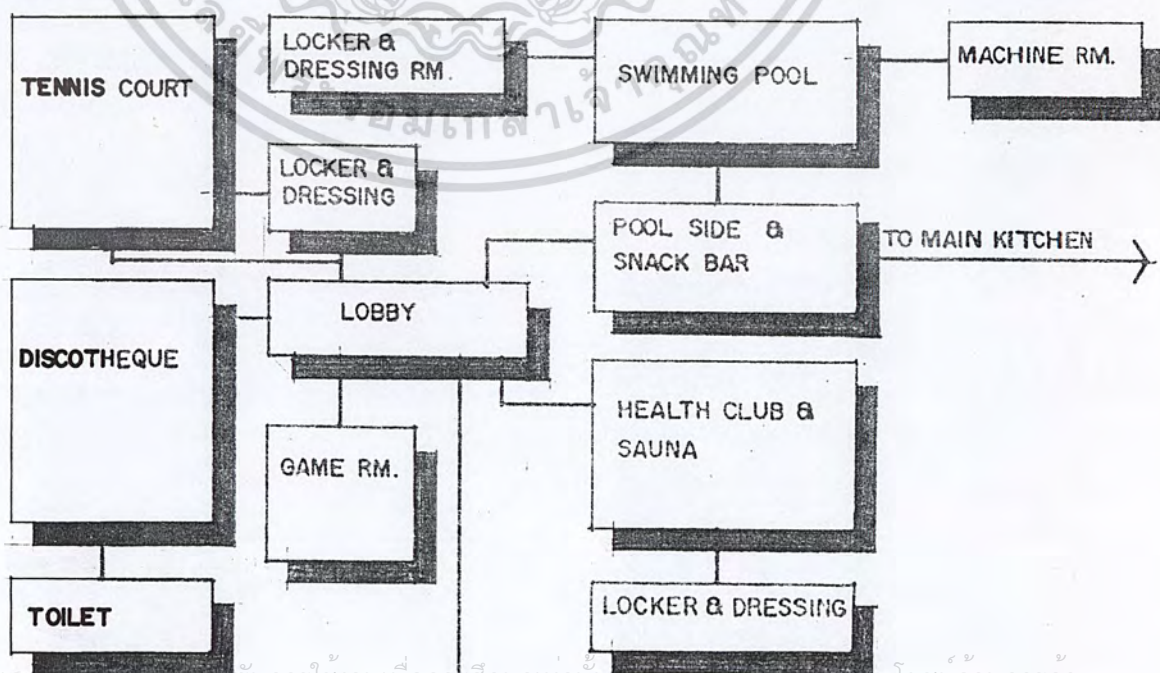 TENNIS COURT
LOCKER &
DRESSING RM.
SWIMMING POOL
MACHINE RM.
LOCKER &
DRESSING
POOL SIDE &
SNACK BAR
TO MAIN KITCHEN
LOBBY
DISCOTHEQUE
HEALTH CLUB &
SAUNA
GAME RM.
TOILET
LOCKER & DRESSING